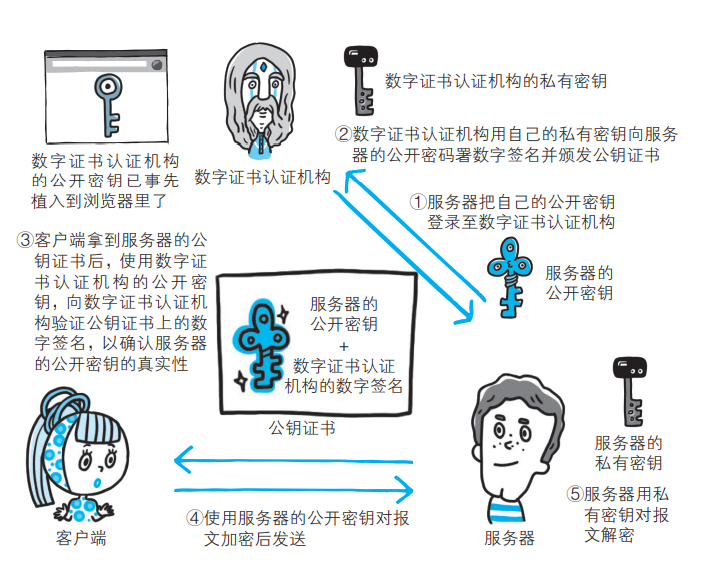 数字证书认证机构的私有密钥
②数字证书认证机构用自己的私有密钥向服务
器的公开密码署数字签名并颁发公钥证书
数字证书认证机构
的公开密钥已事先
植入到浏览器里了
数字证书认证机构
①服务器把自己的公开密钥
登录至数字证书认证机构
③客户端拿到服务器的公
钥证书后，使用数字证
书认证机构的公开密
钥，向数字证书认证机
构验证公钥证书上的数
字签名，以确认服务器
的公开密钥的真实性
服务器的
公开密钥
服务器的
公开密钥
+
数字证书认证
机构的数字签名
公钥证书
服务器的
私有密钥
④使用服务器的公开密钥对报
文加密后发送
⑤服务器用私
有密钥对报
文解密
客户端
服务器